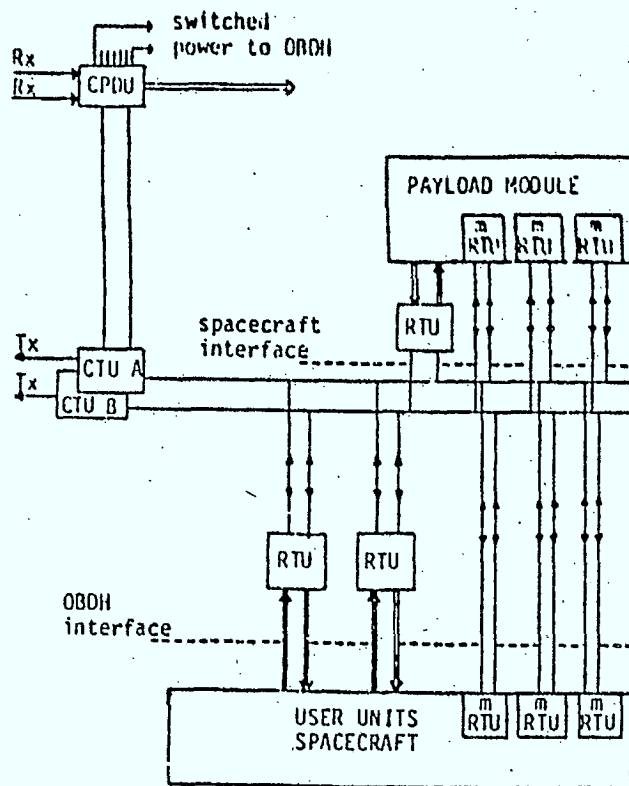 switched
power to OBDH
Rx
Rx
CPDU
PAYLOAD MODULE
m m m
RTU RTU RTU
RTU
spacecraft
interface
Tx
CTU A
Tx
CTU B
RTU RTU
OBDH
interface
USER UNITS
SPACECRAFT
m m m
RTU RTU RTU